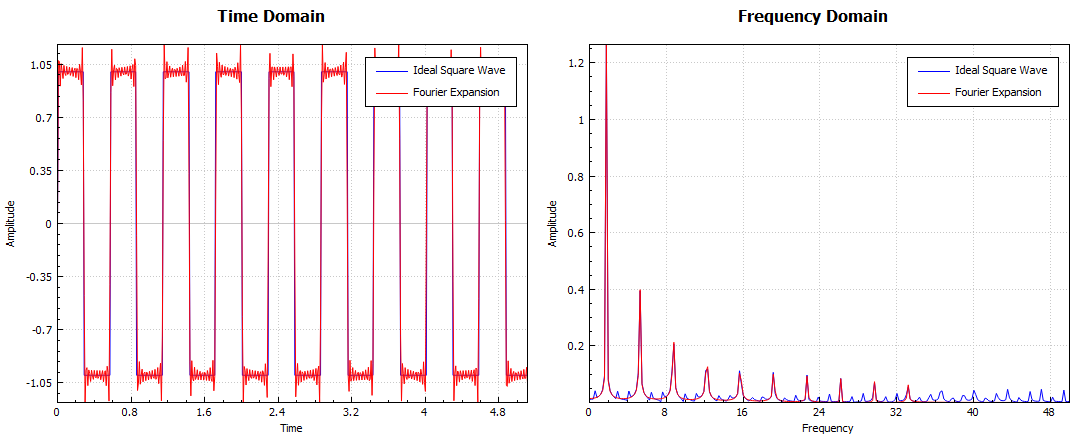 Time Domain
1.05
0.7
0.35
0
-0.35
-0.7
-1.05
Amplitude
0 0.8 1.6 2.4 3.2 4 4.8
Time
Ideal Square Wave
Fourier Expansion
Frequency Domain
1.2
1
0.8
0.6
0.4
0.2
Amplitude
0 8 16 24 32 40 48
Frequency
Ideal Square Wave
Fourier Expansion